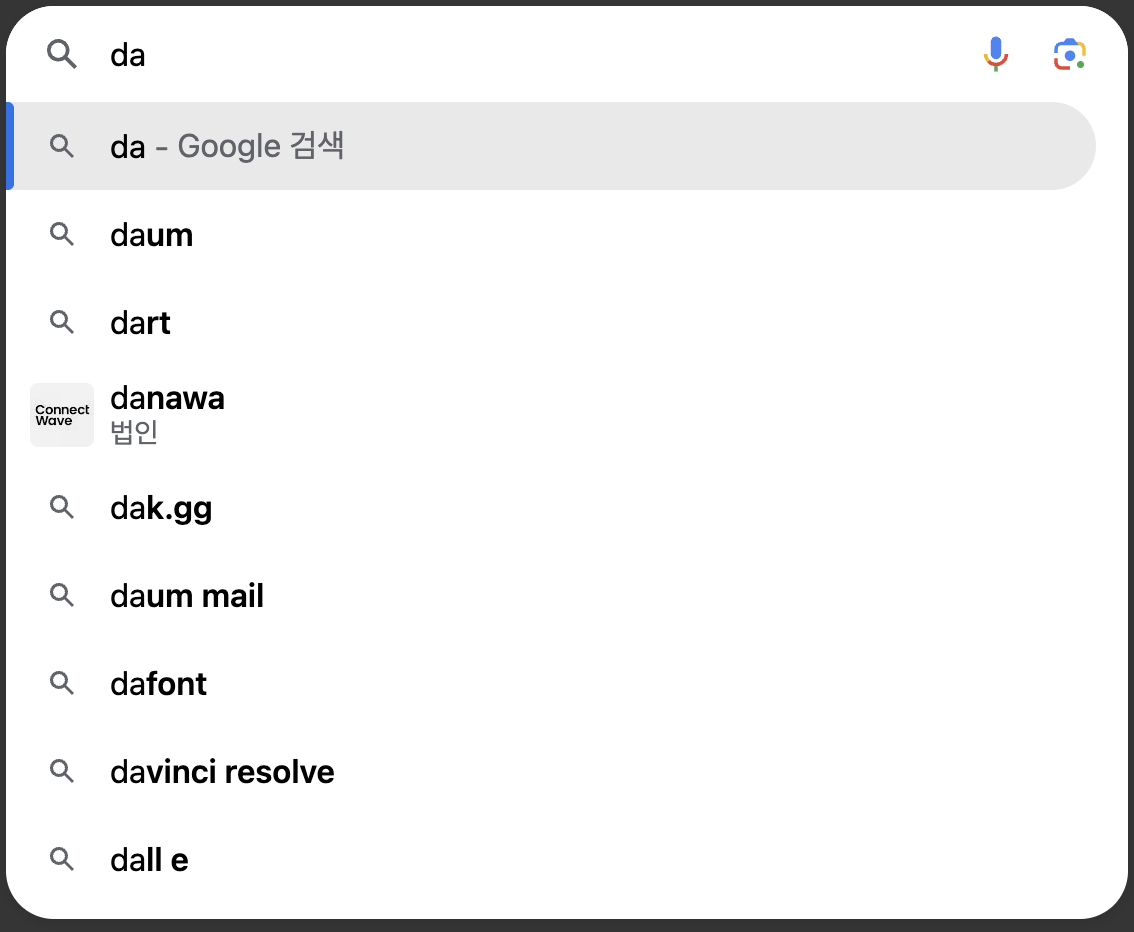 da
da - Google 검색
daum
dart
Connect
Wave
danawa
법인
dak.gg
daum mail
dafont
davinci resolve
dall e